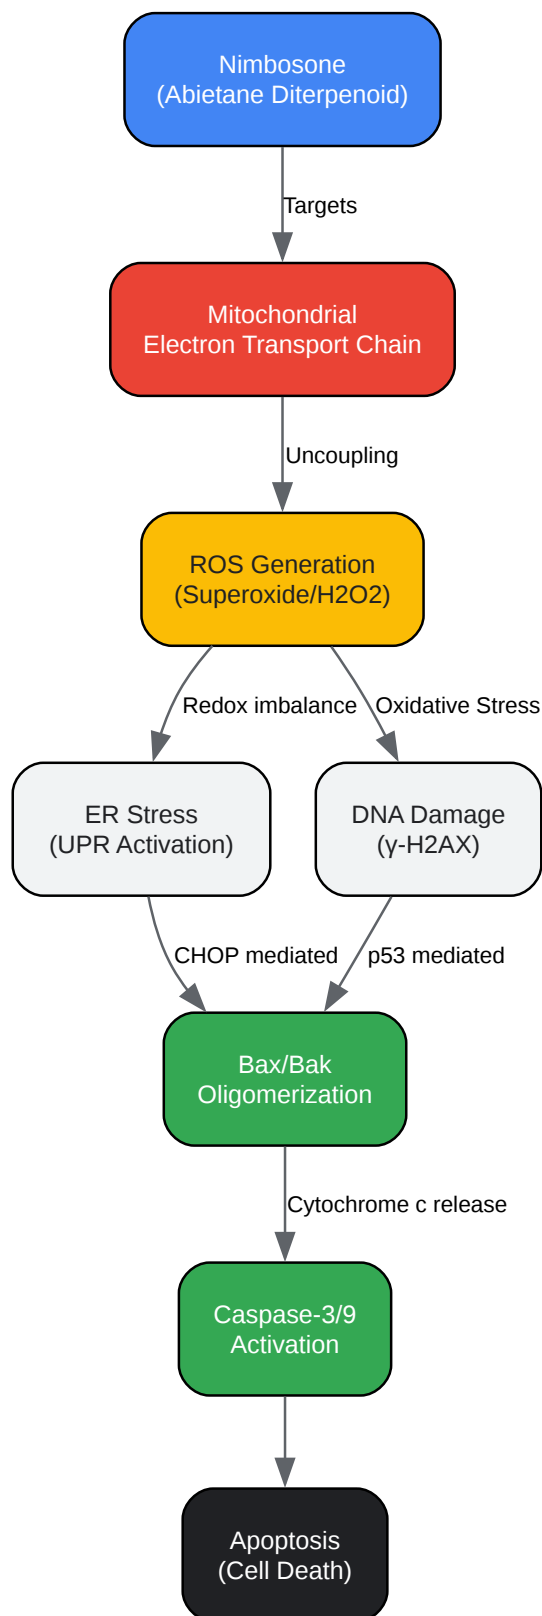 Nimbosone
(Abietane Diterpenoid)
Targets
Mitochondrial
Electron Transport Chain
Uncoupling
ROS Generation
(Superoxide/H2O2)
Redox imbalance
Oxidative Stress
ER Stress
(UPR Activation)
DNA Damage
(γ-H2AX)
CHOP mediated
p53 mediated
Bax/Bak
Oligomerization
Cytochrome c release
Caspase-3/9
Activation
Apoptosis
(Cell Death)